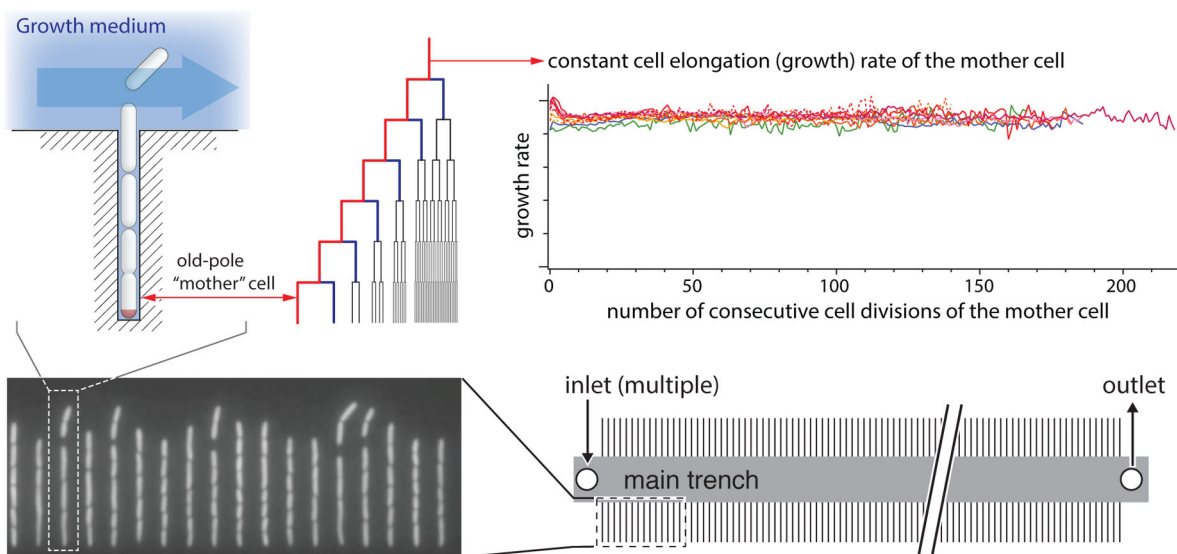 Growth medium
old-pole
“mother” cell
constant cell elongation (growth) rate of the mother cell
growth rate
0
50
100
150
200
number of consecutive cell divisions of the mother cell
inlet (multiple)
outlet
main trench